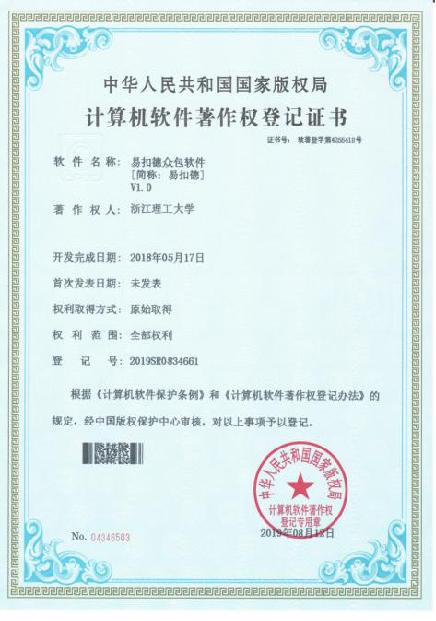 中华人民共和国国家版权局
计算机软件著作权登记证书
证书号： 软著登字第4255418号
软件名称： 易扣德众包软件
[简称：易扣德]
V1.0
著作权人： 浙江理工大学
开发完成日期： 2018年05月17日
首次发表日期： 未发表
权利取得方式： 原始取得
权利范围： 全部权利
登记号： 2019SR0834661
根据《计算机软件保护条例》和《计算机软件著作权登记办法》的
规定，经中国版权保护中心审核，对以上事项予以登记。
中华人民共和国国家版权局
计算机软件著作权
登记专用章
No. 04346583
2019年08月12日